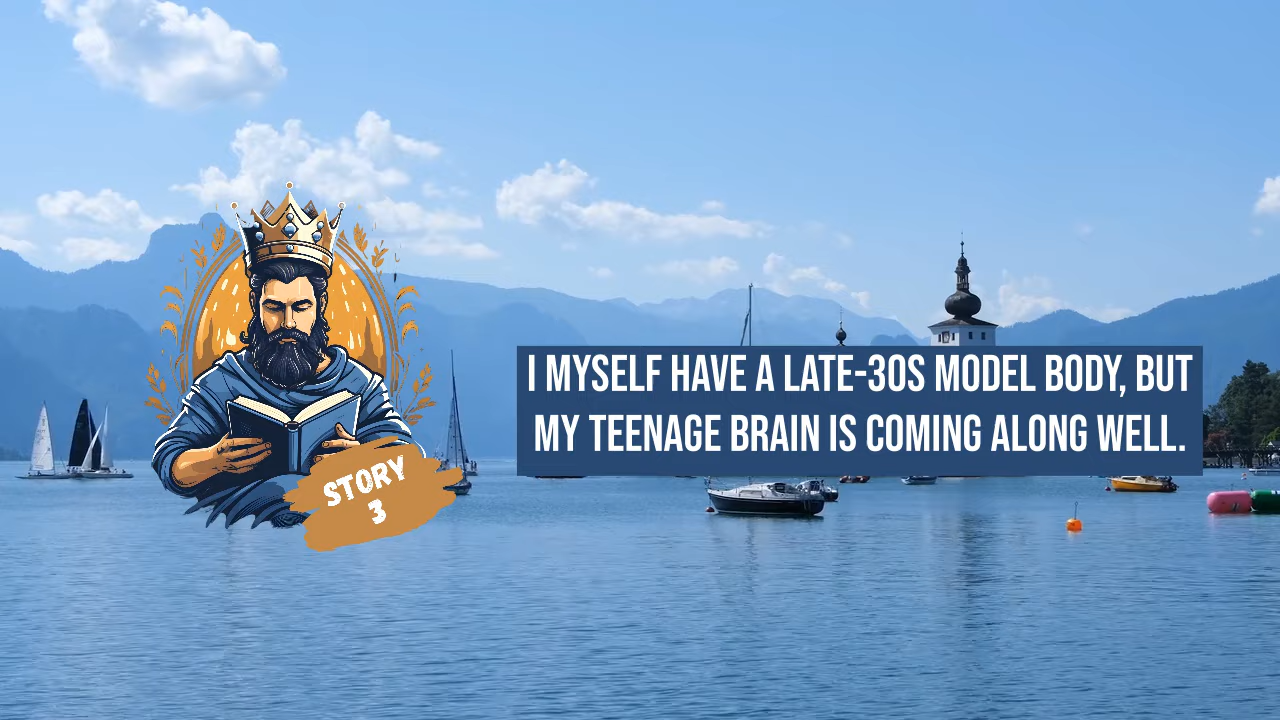 I MYSELF HAVE A LATE-30S MODEL BODY, BUT
MY TEENAGE BRAIN IS COMING ALONG WELL.
STORY
3